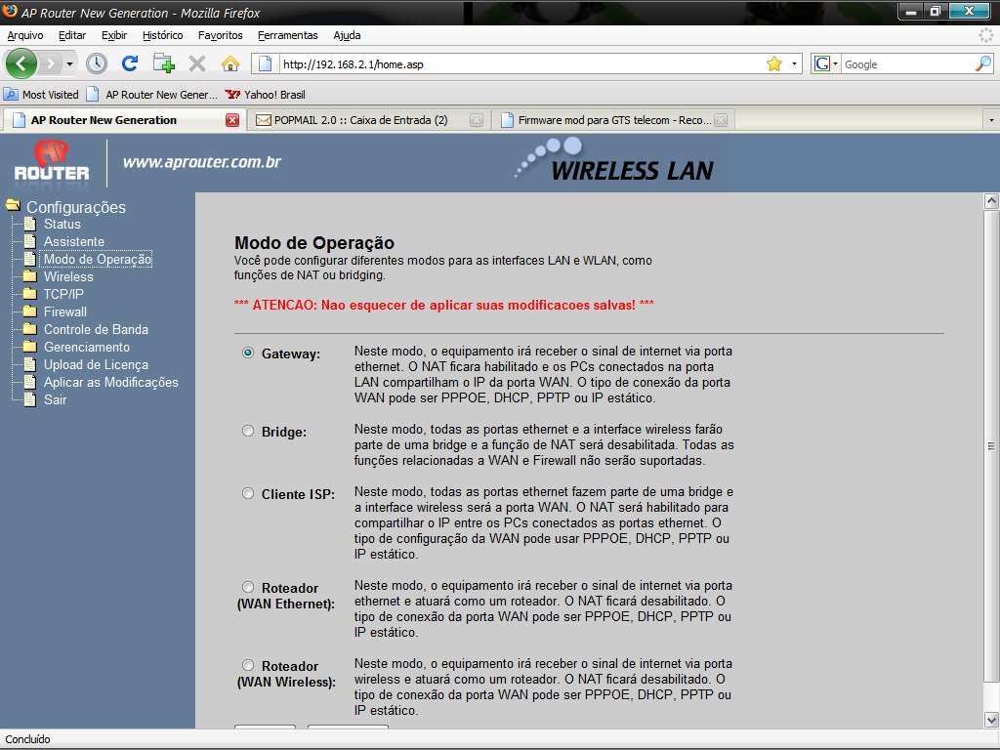 AP Router New Generation - Mozilla Firefox
Arquivo Editar Exibir Histórico Favoritos Ferramentas Ajuda
http://192.168.2.1/home.asp
Google
Most Visited AP Router New Gener... Yahoo! Brasil
AP Router New Generation
POPMAIL 2.0 :: Caixa de Entrada (2)
Firmware mod para GTS telecom - Reco...
AP
ROUTER
www.aprouter.com.br
WIRELESS LAN
Configurações
Status
Assistente
Modo de Operação
Wireless
TCP/IP
Firewall
Controle de Banda
Gerenciamento
Upload de Licença
Aplicar as Modificações
Sair
Modo de Operação
Você pode configurar diferentes modos para as interfaces LAN e WLAN, como
funções de NAT ou bridging.
*** ATENCAO: Nao esquecer de aplicar suas modificacoes salvas! ***
Gateway:
Neste modo, o equipamento irá receber o sinal de internet via porta
ethernet. O NAT ficara habilitado e os PCs conectados na porta
LAN compartilham o IP da porta WAN. O tipo de conexão da porta
WAN pode ser PPPOE, DHCP, PPTP ou IP estático.
Bridge:
Neste modo, todas as portas ethernet e a interface wireless farão
parte de uma bridge e a função de NAT será desabilitada. Todas as
funções relacionadas a WAN e Firewall não serão suportadas.
Cliente ISP:
Neste modo, todas as portas ethernet fazem parte de uma bridge e
a interface wireless será a porta WAN. O NAT será habilitado para
compartilhar o IP entre os PCs conectados as portas ethernet. O
tipo de configuração da WAN pode usar PPPOE, DHCP, PPTP ou
IP estático.
Roteador
(WAN Ethernet):
Neste modo, o equipamento irá receber o sinal de internet via porta
ethernet e atuará como um roteador. O NAT ficará desabilitado. O
tipo de conexão da porta WAN pode ser PPPOE, DHCP, PPTP ou
IP estático.
Roteador
(WAN Wireless):
Neste modo, o equipamento irá receber o sinal de internet via porta
wireless e atuará como um roteador. O NAT ficará desabilitado. O
tipo de conexão da porta WAN pode ser PPPOE, DHCP, PPTP ou
IP estático.
Concluído